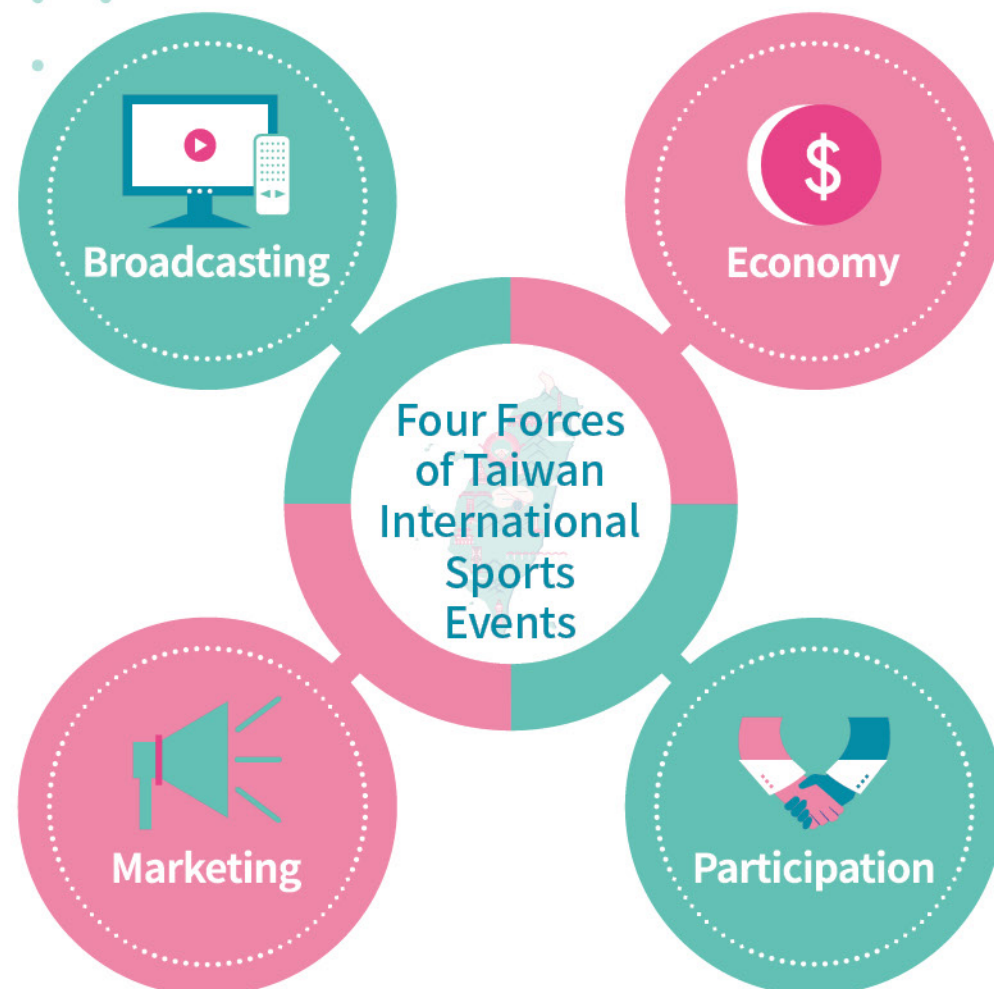 Broadcasting
Economy
Four Forces
of Taiwan
International
Sports
Events
Marketing
Participation